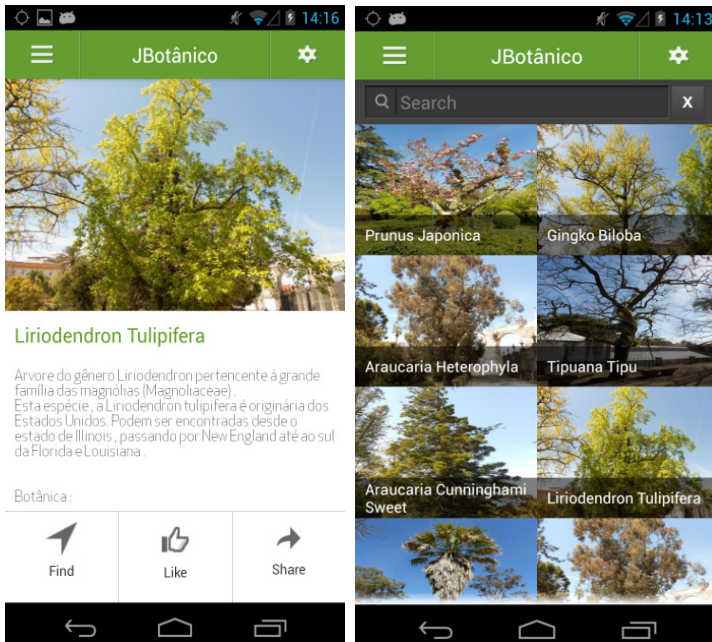 14:16
JBotânico
Liriodendron Tulipifera
Arvore do gênero Liriodendron pertencente á grande
família das magnólias (Magnoliaceae) .
Esta espécie , a Liriodendron tulipifera é originária dos
Estados Unidos. Podem ser encontradas desde o
estado de Illinois , passando por New England até ao sul
da Florida e Louisiana .
Botânica :
Find
Like
Share
14:13
JBotânico
Search
X
Prunus Japonica
Gingko Biloba
Araucaria Heterophyla
Tipuana Tipu
Araucaria Cunninghami
Sweet
Liriodendron Tulipifera